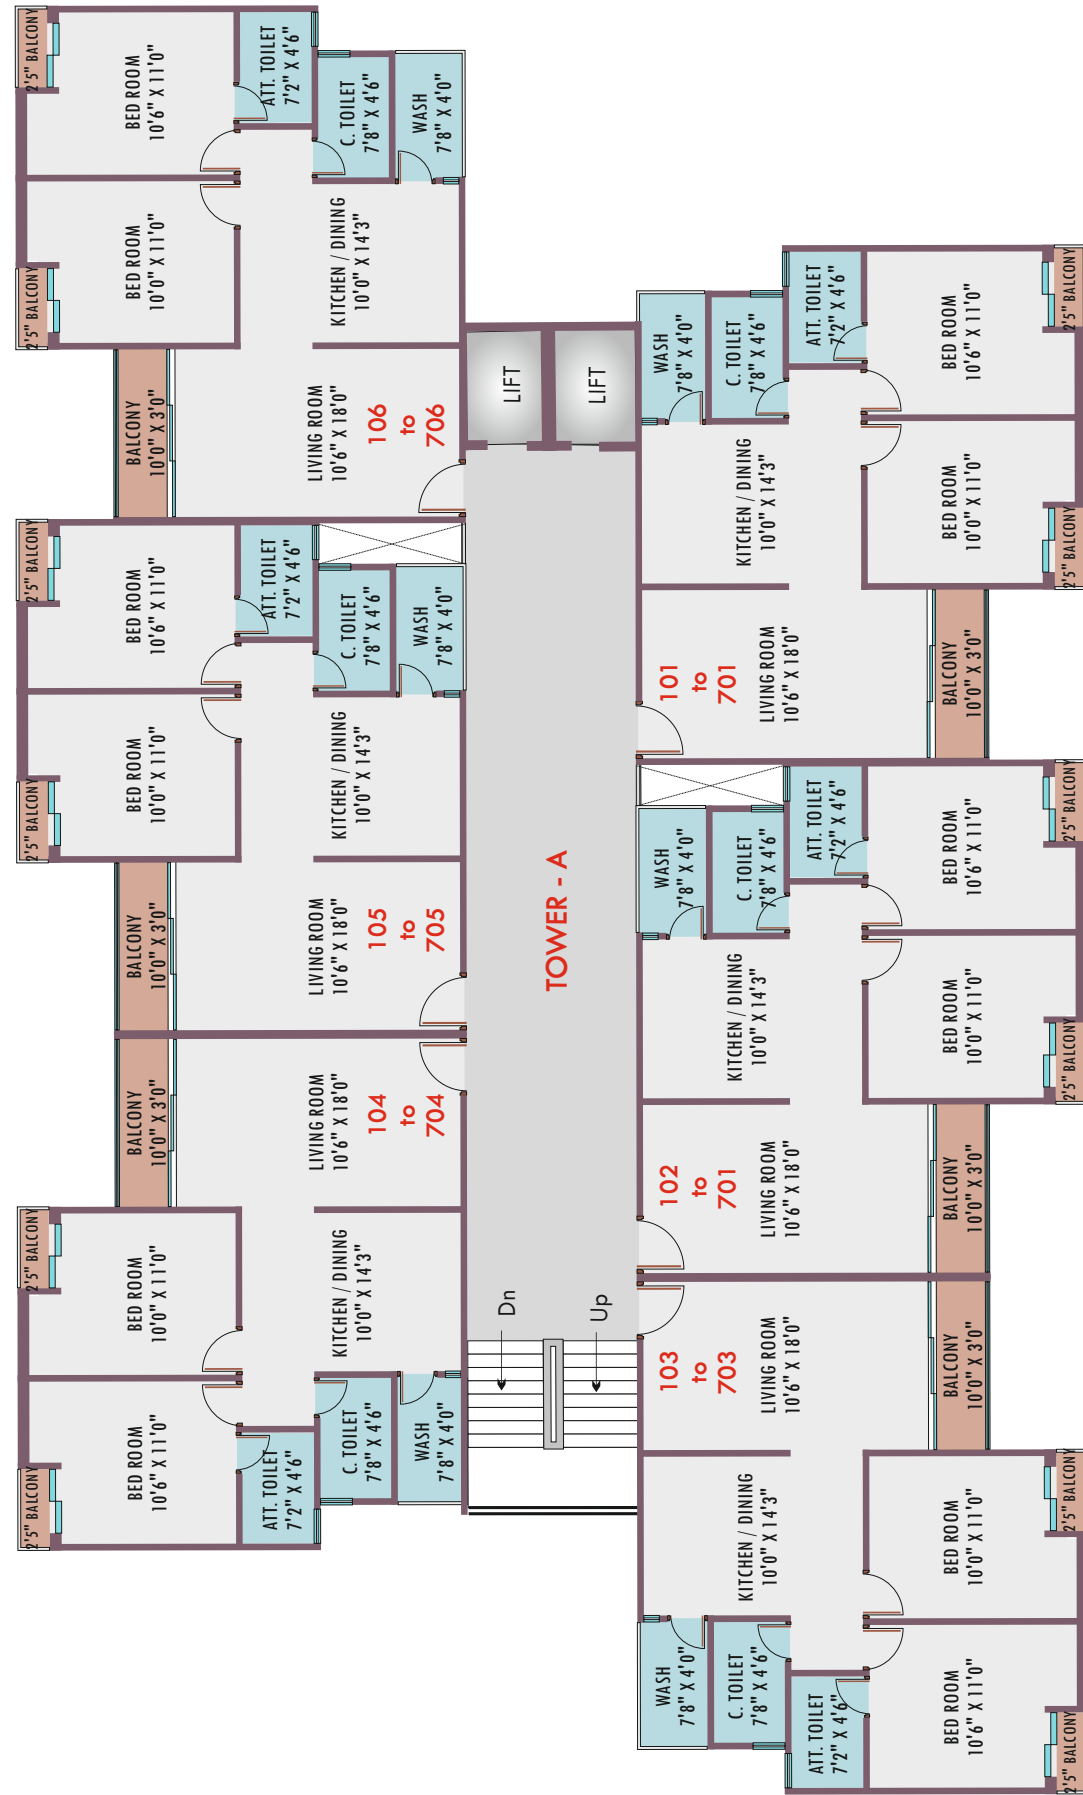 2'5" BALCONY
BED ROOM
10'6" X 11'0"
ATT. TOILET
7'2" X 4'6"
C. TOILET
7'8" X 4'6"
WASH
7'8" X 4'0"
BED ROOM
10'0" X 11'0"
2'5" BALCONY
KITCHEN / DINING
10'0" X 14'3"
BALCONY
10'0" X 3'0"
LIVING ROOM
10'6" X 18'0"
106
to
706
LIFT
LIFT
2'5" BALCONY
BED ROOM
10'6" X 11'0"
ATT. TOILET
7'2" X 4'6"
C. TOILET
7'8" X 4'6"
WASH
7'8" X 4'0"
BED ROOM
10'0" X 11'0"
2'5" BALCONY
KITCHEN / DINING
10'0" X 14'3"
BALCONY
10'0" X 3'0"
LIVING ROOM
10'6" X 18'0"
105
to
705
BALCONY
10'0" X 3'0"
LIVING ROOM
10'6" X 18'0"
104
to
704
2'5" BALCONY
BED ROOM
10'0" X 11'0"
KITCHEN / DINING
10'0" X 14'3"
BED ROOM
10'6" X 11'0"
2'5" BALCONY
ATT. TOILET
7'2" X 4'6"
C. TOILET
7'8" X 4'6"
WASH
7'8" X 4'0"
TOWER - A
Dn
Up
WASH
7'8" X 4'0"
C. TOILET
7'8" X 4'6"
ATT. TOILET
7'2" X 4'6"
BED ROOM
10'6" X 11'0"
2'5" BALCONY
KITCHEN / DINING
10'0" X 14'3"
BED ROOM
10'0" X 11'0"
2'5" BALCONY
101
to
701
LIVING ROOM
10'6" X 18'0"
BALCONY
10'0" X 3'0"
WASH
7'8" X 4'0"
C. TOILET
7'8" X 4'6"
ATT. TOILET
7'2" X 4'6"
BED ROOM
10'6" X 11'0"
2'5" BALCONY
KITCHEN / DINING
10'0" X 14'3"
BED ROOM
10'0" X 11'0"
2'5" BALCONY
102
to
701
LIVING ROOM
10'6" X 18'0"
BALCONY
10'0" X 3'0"
103
to
703
LIVING ROOM
10'6" X 18'0"
BALCONY
10'0" X 3'0"
KITCHEN / DINING
10'0" X 14'3"
BED ROOM
10'0" X 11'0"
2'5" BALCONY
WASH
7'8" X 4'0"
C. TOILET
7'8" X 4'6"
ATT. TOILET
7'2" X 4'6"
BED ROOM
10'6" X 11'0"
2'5" BALCONY